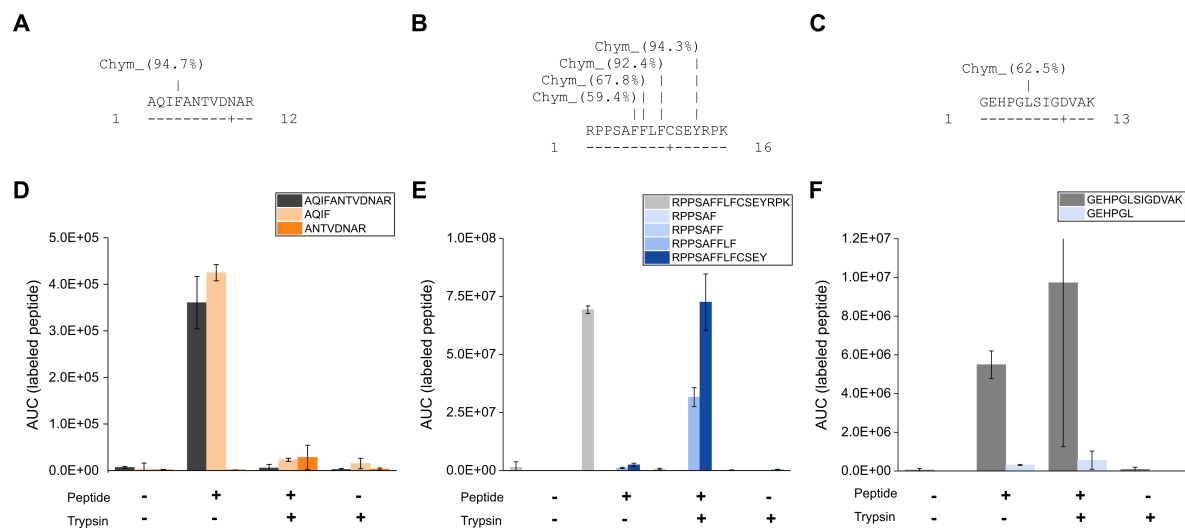 A
B
C
Chym_(94.7%)
AQIFANTVDNAR
1 ---------+-- 12
Chym_(94.3%)
Chym_(92.4%)
Chym_(67.8%)
Chym_(59.4%)
RPPSAFFLFCSEYRPK
1 ---------+------ 16
Chym_(62.5%)
GEHPGLSIGDVAK
1 ---------+--- 13
D
AQIFANTVDNAR
AQIF
ANTVDNAR
AUC (labeled peptide)
5.0E+05
4.0E+05
3.0E+05
2.0E+05
1.0E+05
0.0E+00
Peptide - + + -
Trypsin - - + +
E
RPPSAFFLFCSEYRPK
RPPSAF
RPPSAFF
RPPSAFFLF
RPPSAFFLFCSEY
AUC (labeled peptide)
1.0E+08
7.5E+07
5.0E+07
2.5E+07
0.0E+00
- + + -
- - + +
F
GEHPGLSIGDVAK
GEHPGL
AUC (labeled peptide)
1.2E+07
1.0E+07
8.0E+06
6.0E+06
4.0E+06
2.0E+06
0.0E+00
- + + -
- - + +